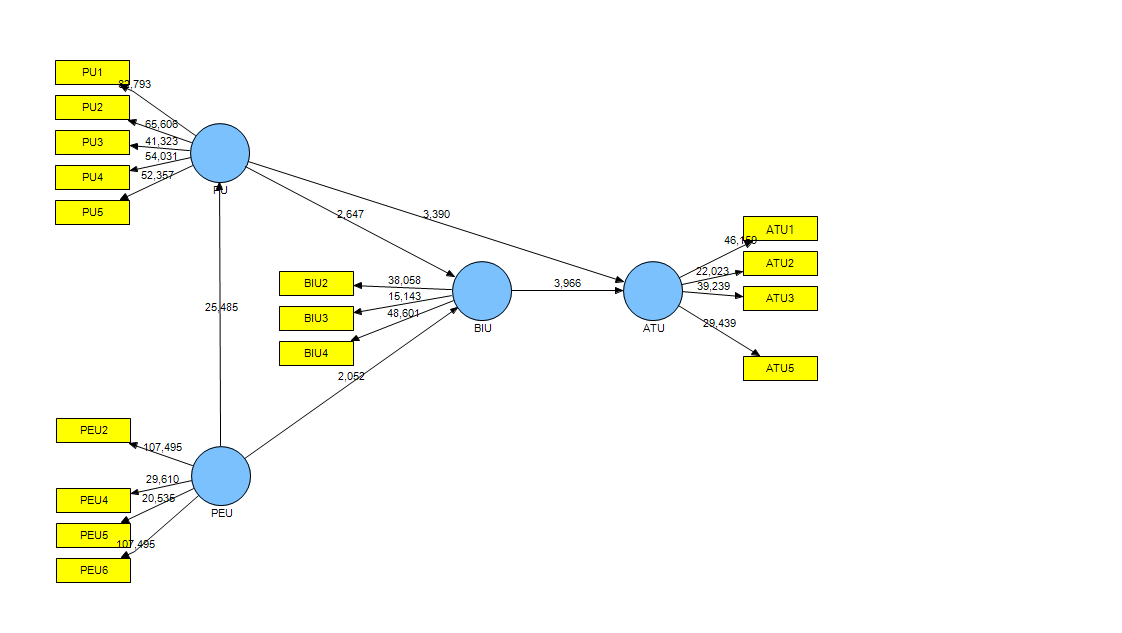 PU1
82,793
PU2
65,606
PU3
41,323
PU4
54,031
PU5
52,357
PU
2,647
3,390
ATU1
46,159
ATU2
22,023
ATU3
39,239
ATU5
29,439
ATU
3,966
BIU2
38,058
BIU3
15,143
BIU4
48,601
BIU
25,485
2,052
PEU2
107,495
PEU4
29,610
PEU5
20,535
PEU6
107,495
PEU